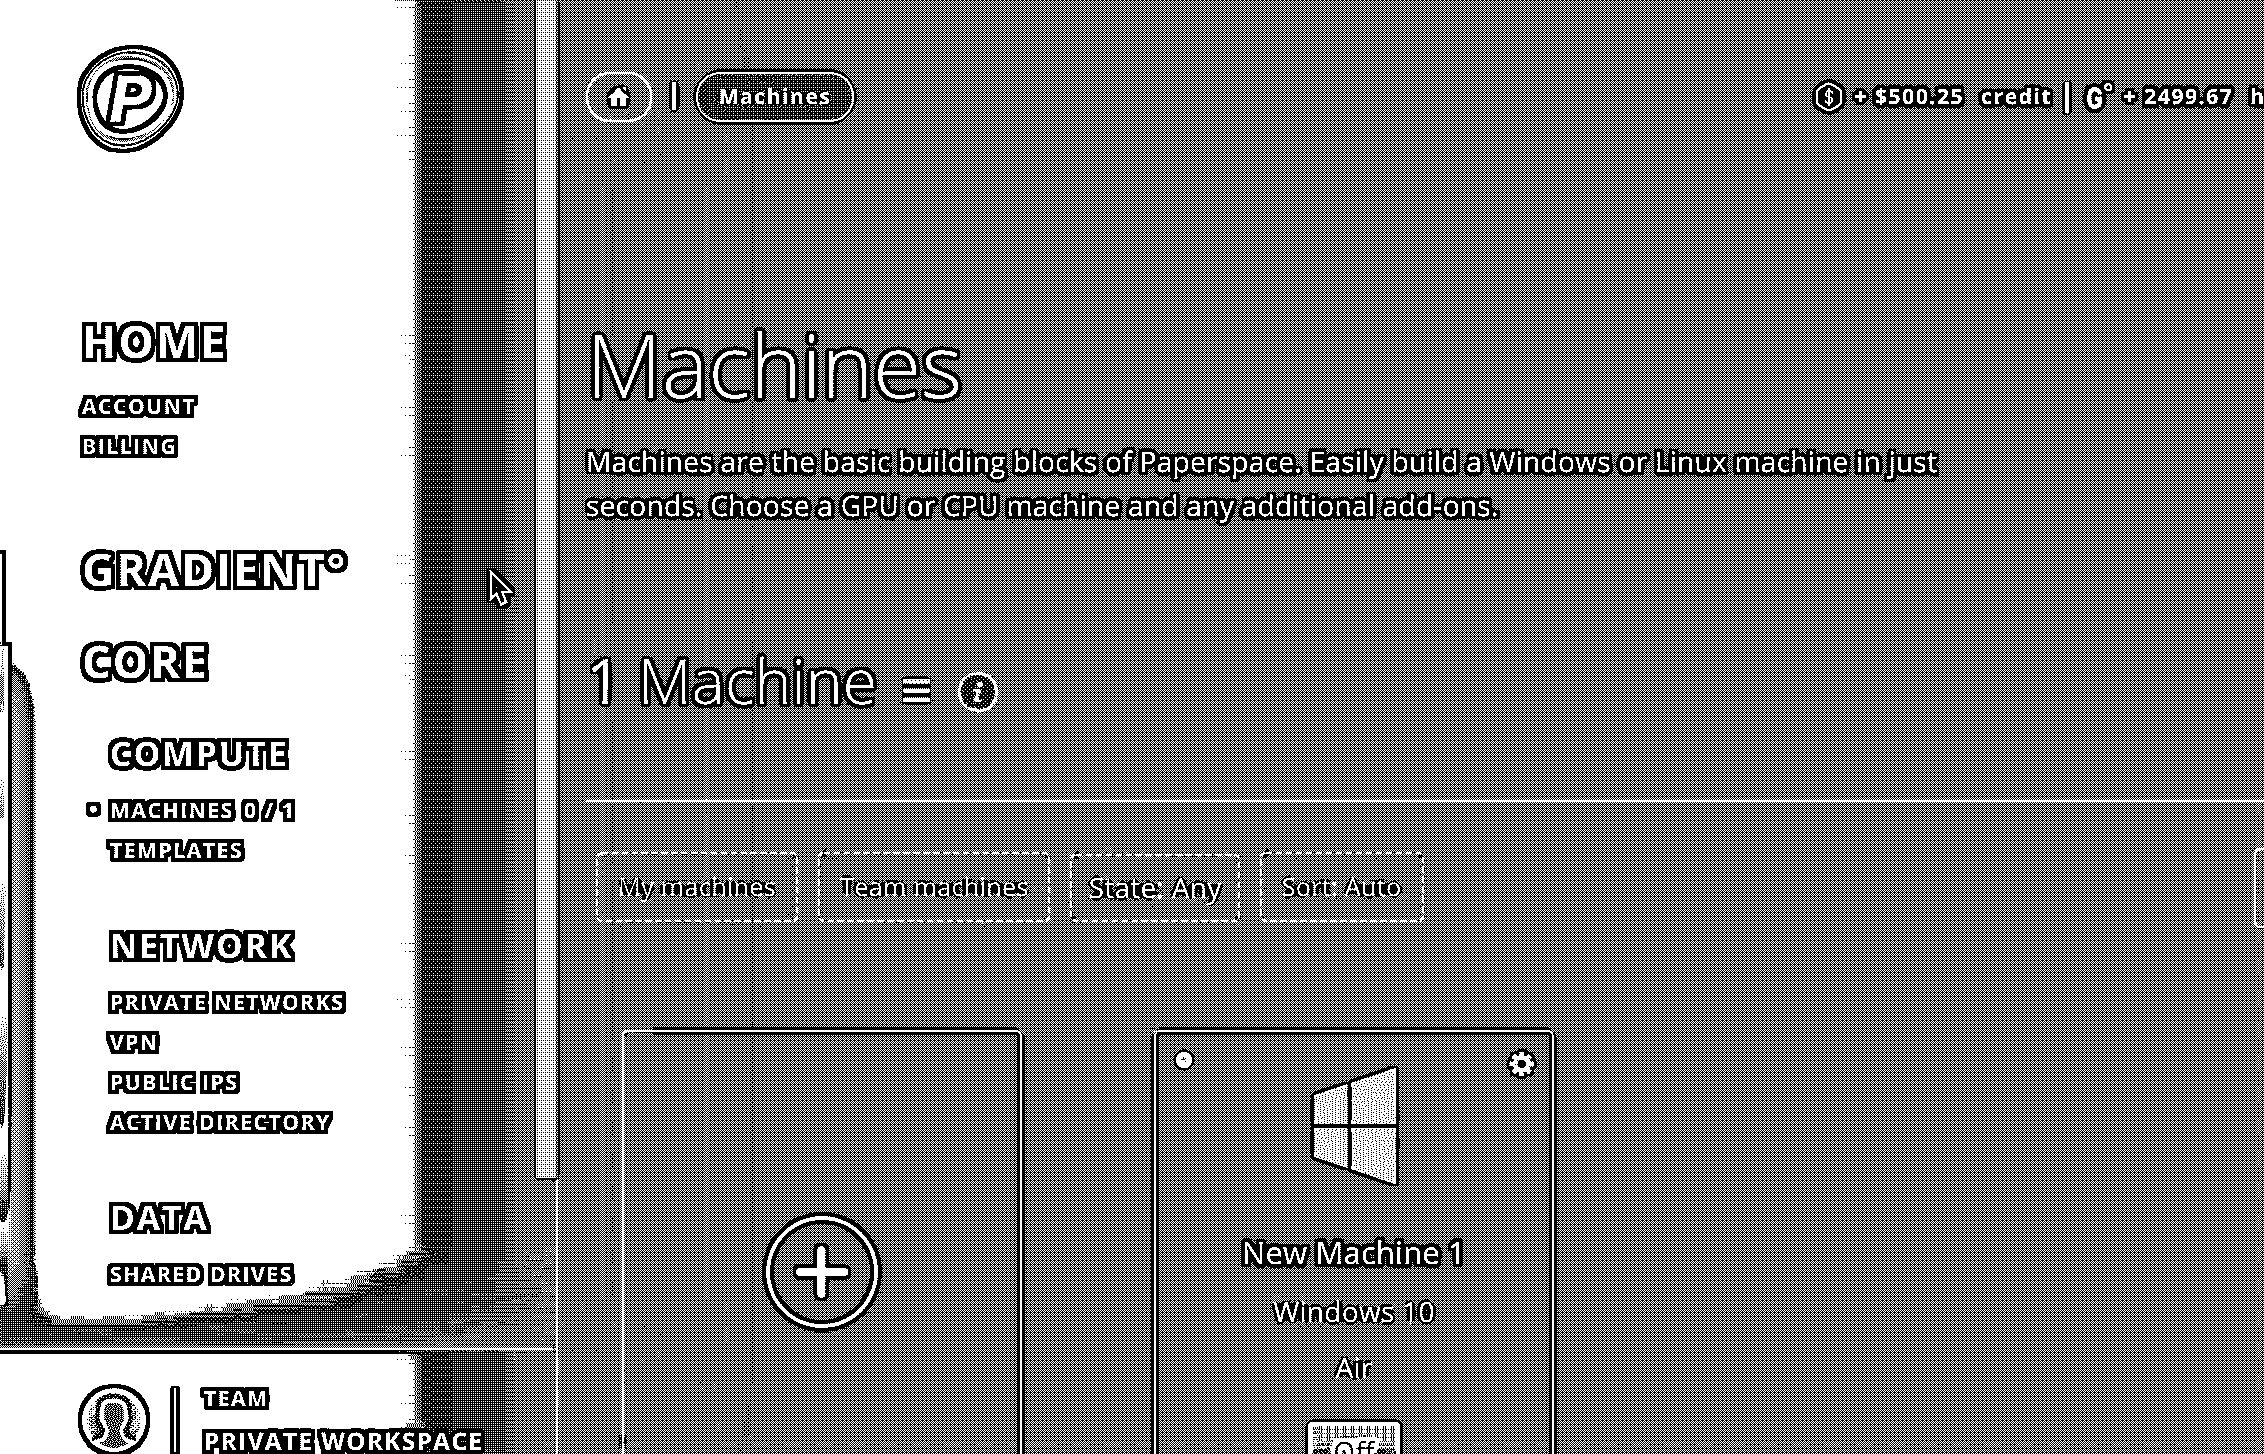 P
HOME
ACCOUNT
BILLING
GRADIENT°
CORE
COMPUTE
MACHINES 0/1
TEMPLATES
NETWORK
PRIVATE NETWORKS
VPN
PUBLIC IPS
ACTIVE DIRECTORY
DATA
SHARED DRIVES
TEAM
PRIVATE WORKSPACE
Machines
$ + $500.25 credit | G° + 2499.67 h
Machines
Machines are the basic building blocks of Paperspace. Easily build a Windows or Linux machine in just
seconds. Choose a GPU or CPU machine and any additional add-ons.
1 Machine
My machines Team machines State: Any Sort: Auto
New Machine 1
Windows 10
Air
Off